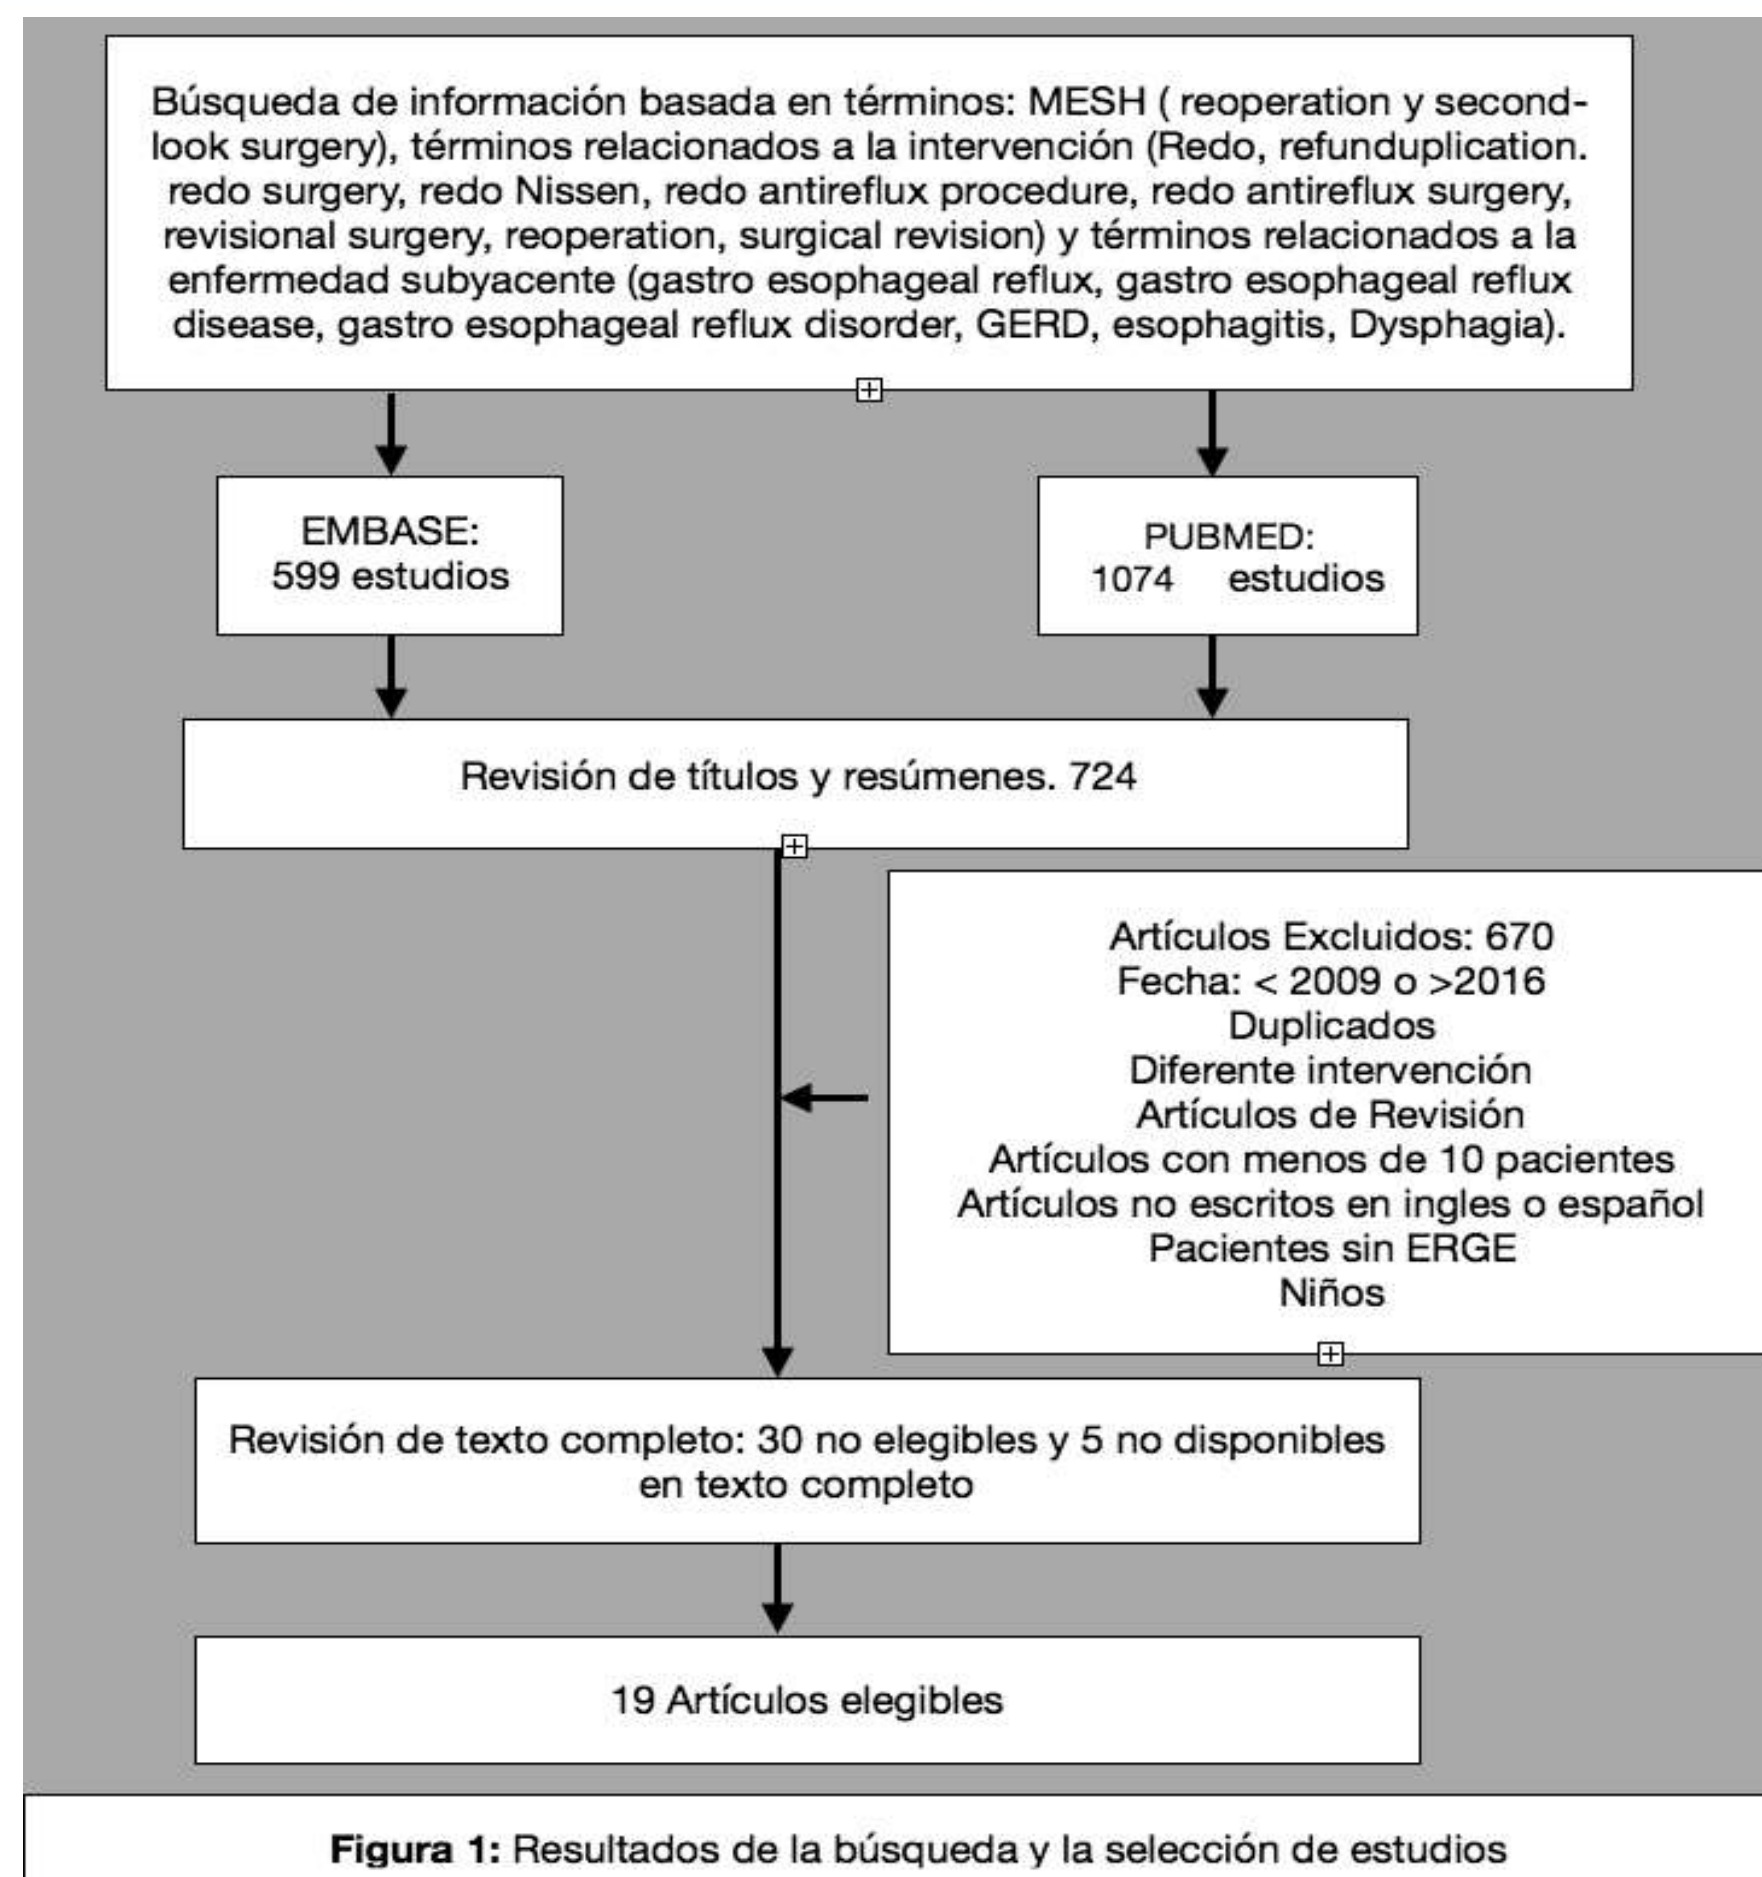 Búsqueda de información basada en términos: MESH ( reoperation y second-
look surgery), términos relacionados a la intervención (Redo, refunduplication.
redo surgery, redo Nissen, redo antireflux procedure, redo antireflux surgery,
revisional surgery, reoperation, surgical revision) y términos relacionados a la
enfermedad subyacente (gastro esophageal reflux, gastro esophageal reflux
disease, gastro esophageal reflux disorder, GERD, esophagitis, Dysphagia).
EMBASE:
599 estudios
PUBMED:
1074 estudios
Revisión de títulos y resúmenes. 724
Artículos Excluidos: 670
Fecha: < 2009 o >2016
Duplicados
Diferente intervención
Artículos de Revisión
Artículos con menos de 10 pacientes
Artículos no escritos en ingles o español
Pacientes sin ERGE
Niños
Revisión de texto completo: 30 no elegibles y 5 no disponibles
en texto completo
19 Artículos elegibles
Figura 1: Resultados de la búsqueda y la selección de estudios